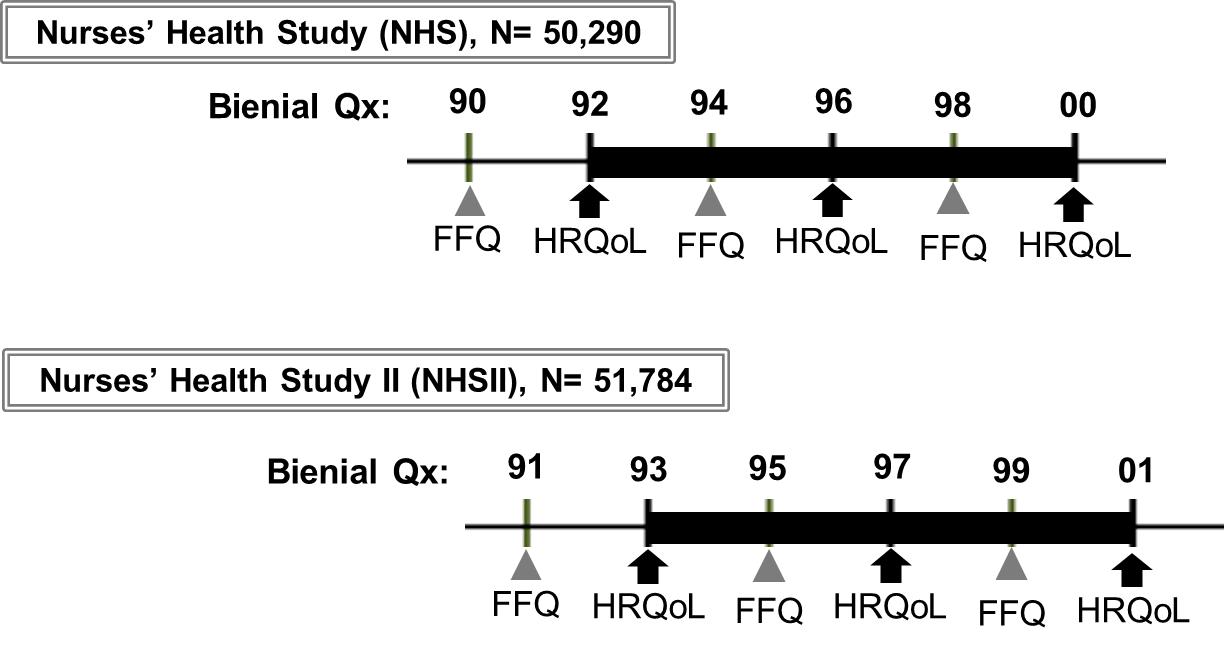 Nurses’ Health Study (NHS), N= 50,290
Bienial Qx: 90 92 94 96 98 00
FFQ HRQoL FFQ HRQoL FFQ HRQoL
Nurses’ Health Study II (NHSII), N= 51,784
Bienial Qx: 91 93 95 97 99 01
FFQ HRQoL FFQ HRQoL FFQ HRQoL